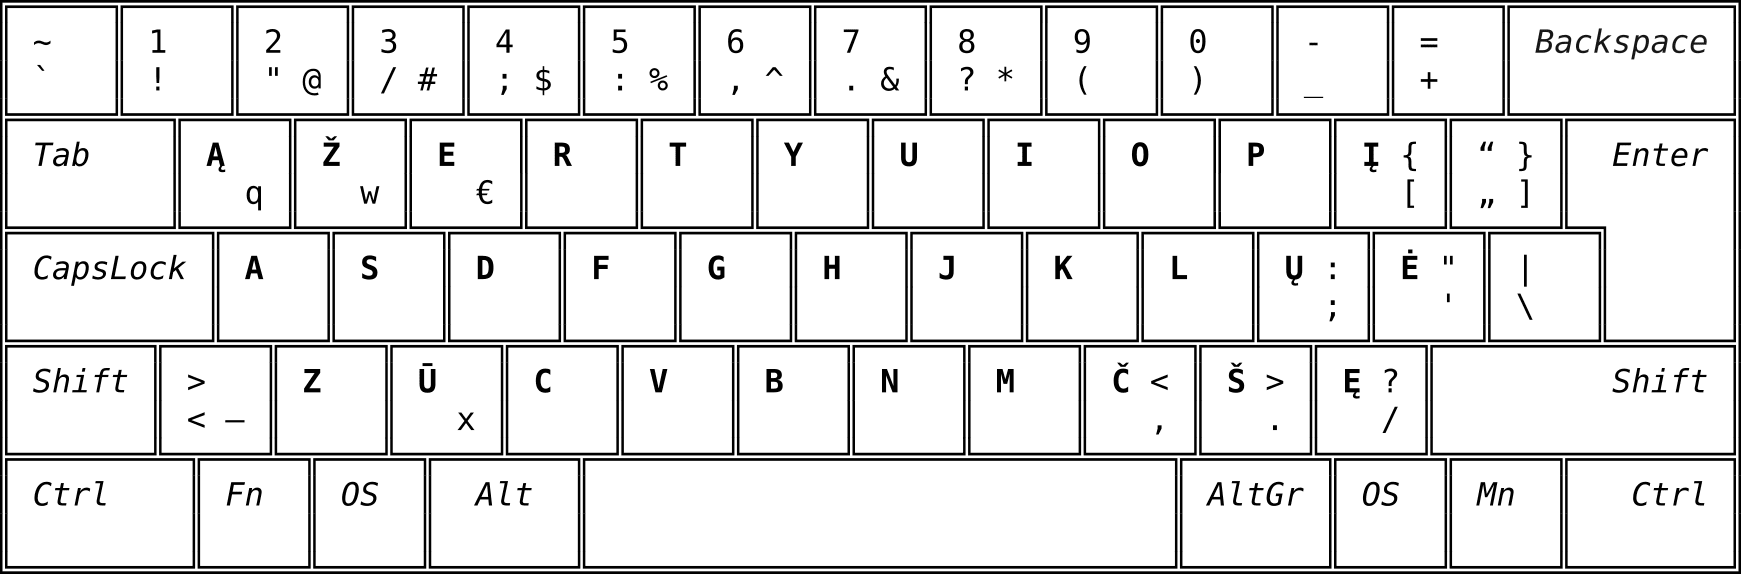 ~ 1 2 3 4 5 6 7 8 9 0 - = Backspace
` ! " @ / # ; $ : % , ^ . & ? * ( ) _ +
Tab Ą Ž E R T Y U I O P Į { “ } Enter
q w € [ „ ]
CapsLock A S D F G H J K L Ų : Ė " |
; ' \
Shift > Z Ū C V B N M Č < Š > Ę ? Shift
< – x , . /
Ctrl Fn OS Alt AltGr OS Mn Ctrl